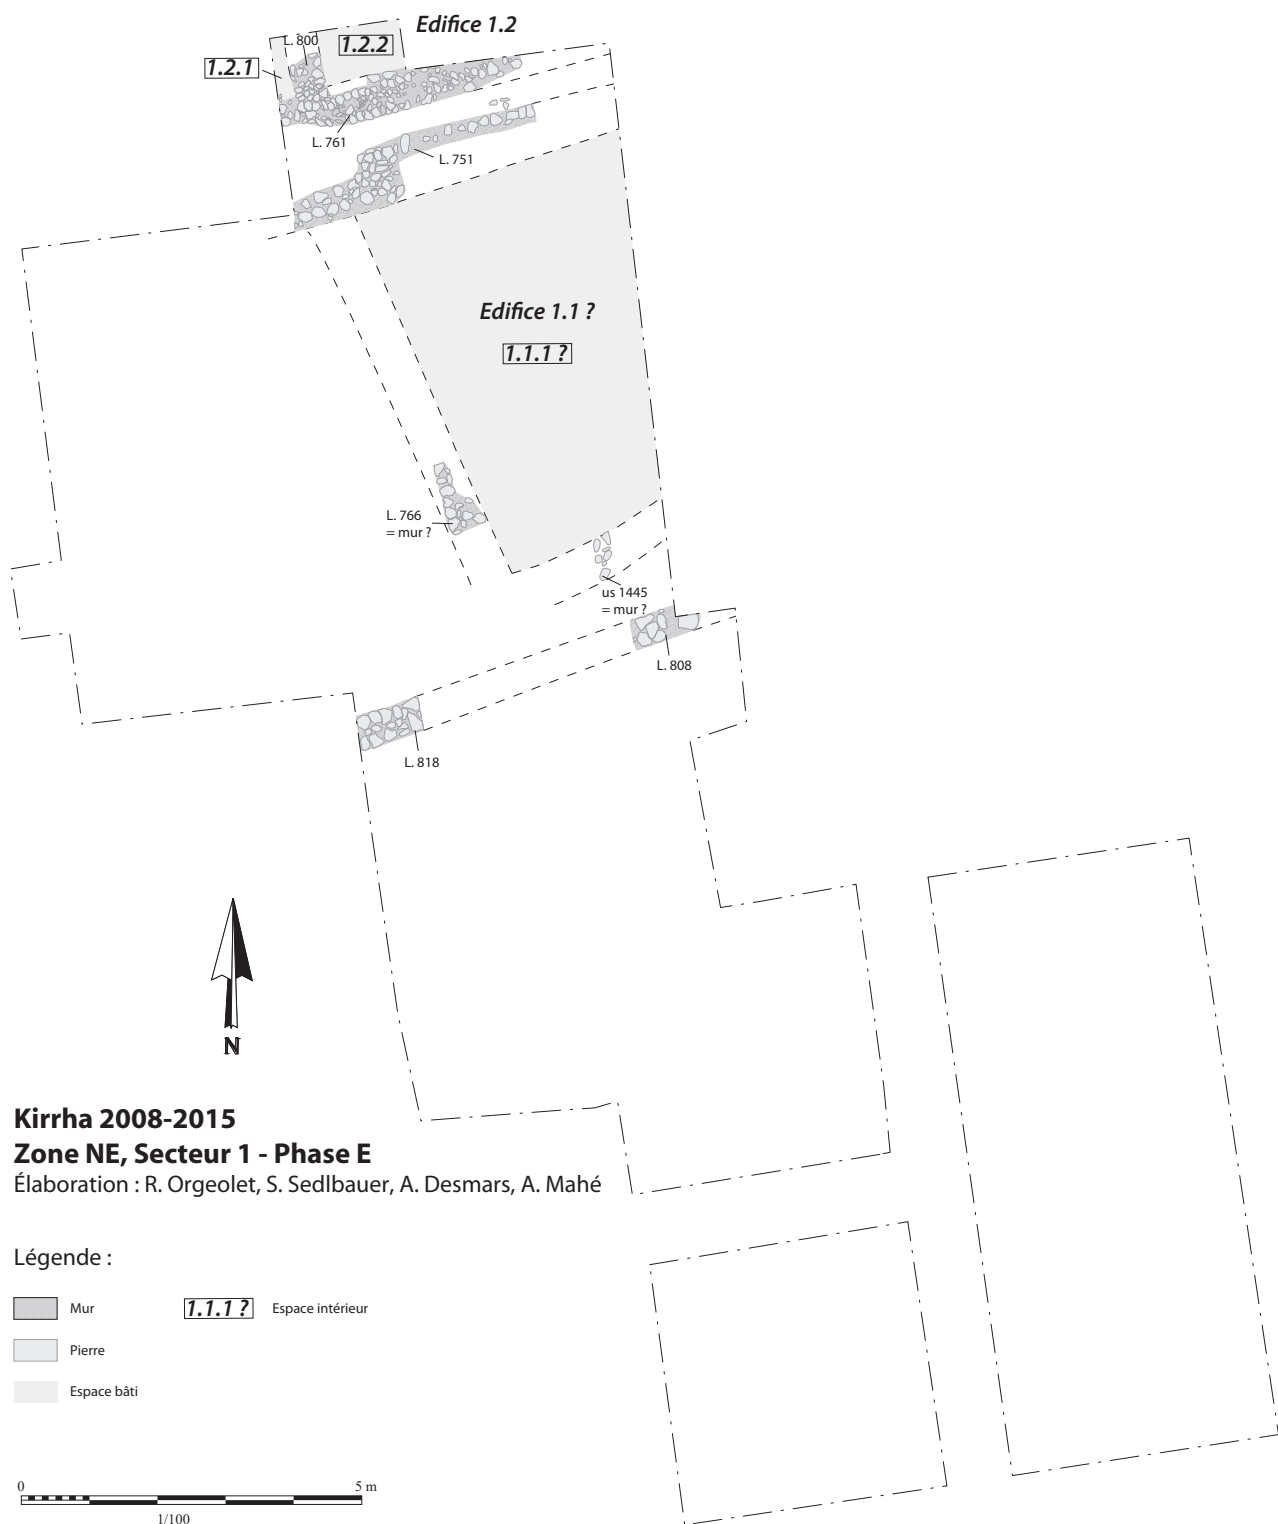 Edifice 1.2
L. 800
1.2.2
1.2.1
L. 761
L. 751
Edifice 1.1 ?
1.1.1 ?
L. 766
= mur ?
us 1445
= mur ?
L. 808
L. 818
N
Kirrha 2008-2015
Zone NE, Secteur 1 - Phase E
Élaboration : R. Orgeolet, S. Sedlbauer, A. Desmars, A. Mahé
Légende :
Mur
1.1.1 ?
Espace intérieur
Pierre
Espace bâti
0
5 m
1/100